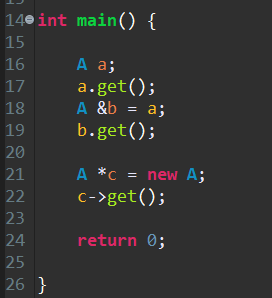 14 int main() {
15
16     A a;
17     a.get();
18     A &b = a;
19     b.get();
20
21     A *c = new A;
22     c->get();
23
24     return 0;
25
26 }